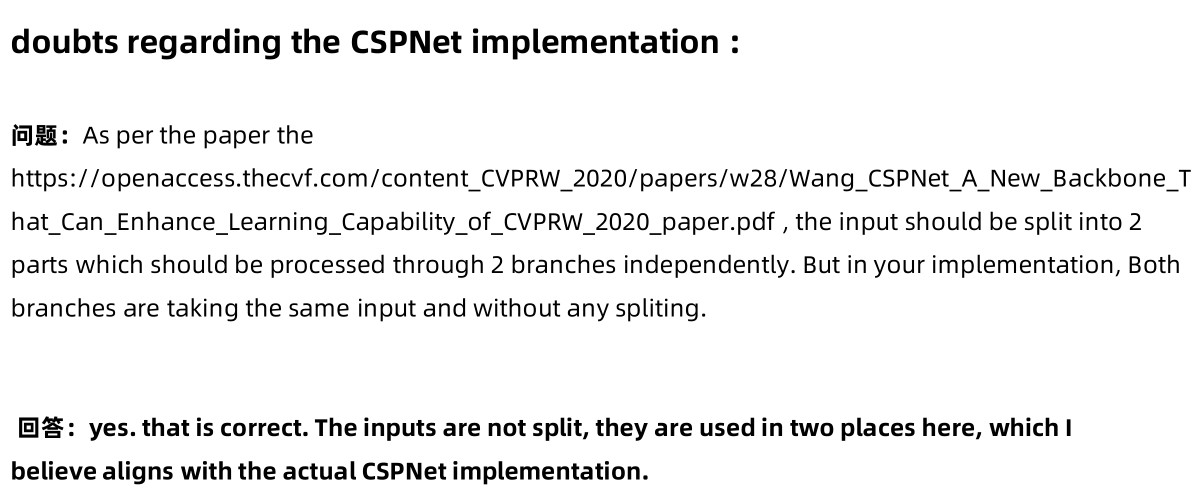 doubts regarding the CSPNet implementation :
问题：As per the paper the
https://openaccess.thecvf.com/content_CVPRW_2020/papers/w28/Wang_CSPNet_A_New_Backbone_T
hat_Can_Enhance_Learning_Capability_of_CVPRW_2020_paper.pdf , the input should be split into 2
parts which should be processed through 2 branches independently. But in your implementation, Both
branches are taking the same input and without any spliting.
回答：yes. that is correct. The inputs are not split, they are used in two places here, which I
believe aligns with the actual CSPNet implementation.